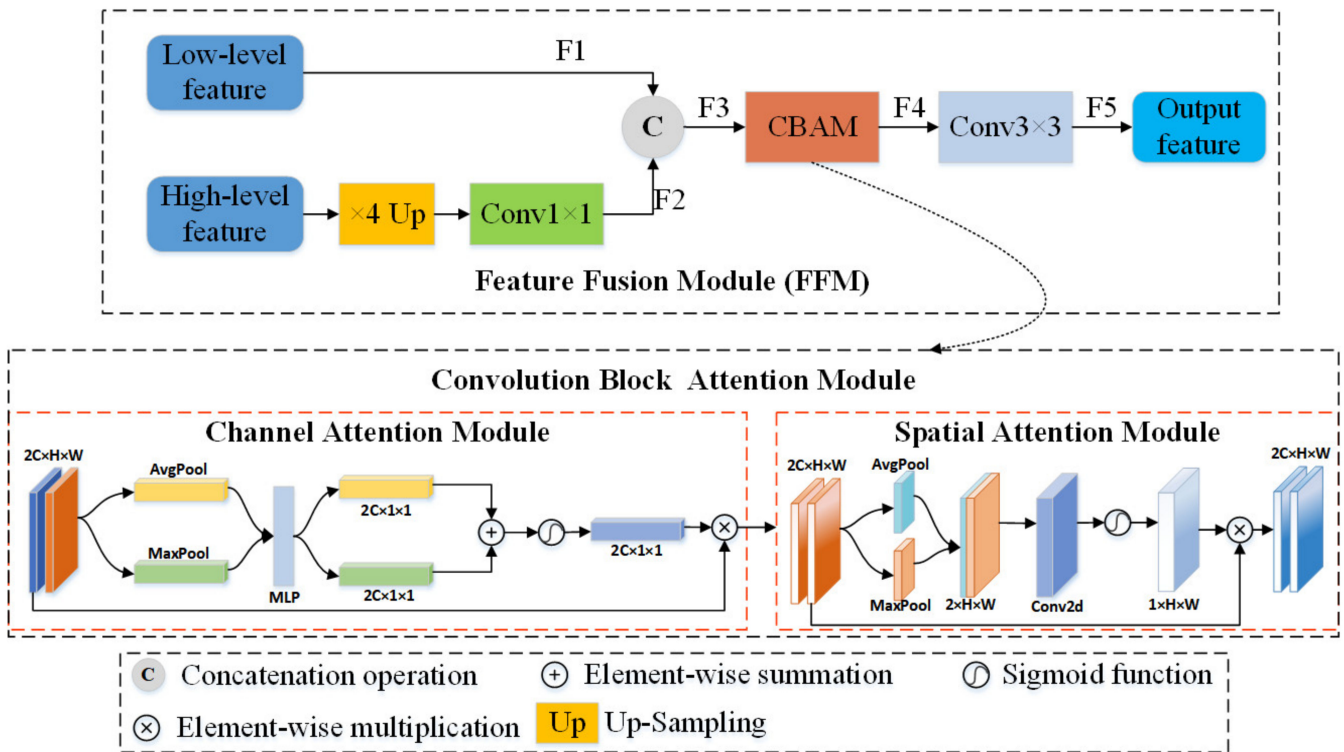 Low-level
feature
F1
C
F3
CBAM
F4
Conv3×3
F5
Output
feature
High-level
feature
×4 Up
Conv1×1
F2
Feature Fusion Module (FFM)
Convolution Block Attention Module
Channel Attention Module
2C×H×W
AvgPool
MaxPool
MLP
2C×1×1
2C×1×1
2C×1×1
Spatial Attention Module
2C×H×W
AvgPool
MaxPool
2×H×W
Conv2d
1×H×W
2C×H×W
C Concatenation operation
Element-wise summation
Sigmoid function
Element-wise multiplication
Up Up-Sampling